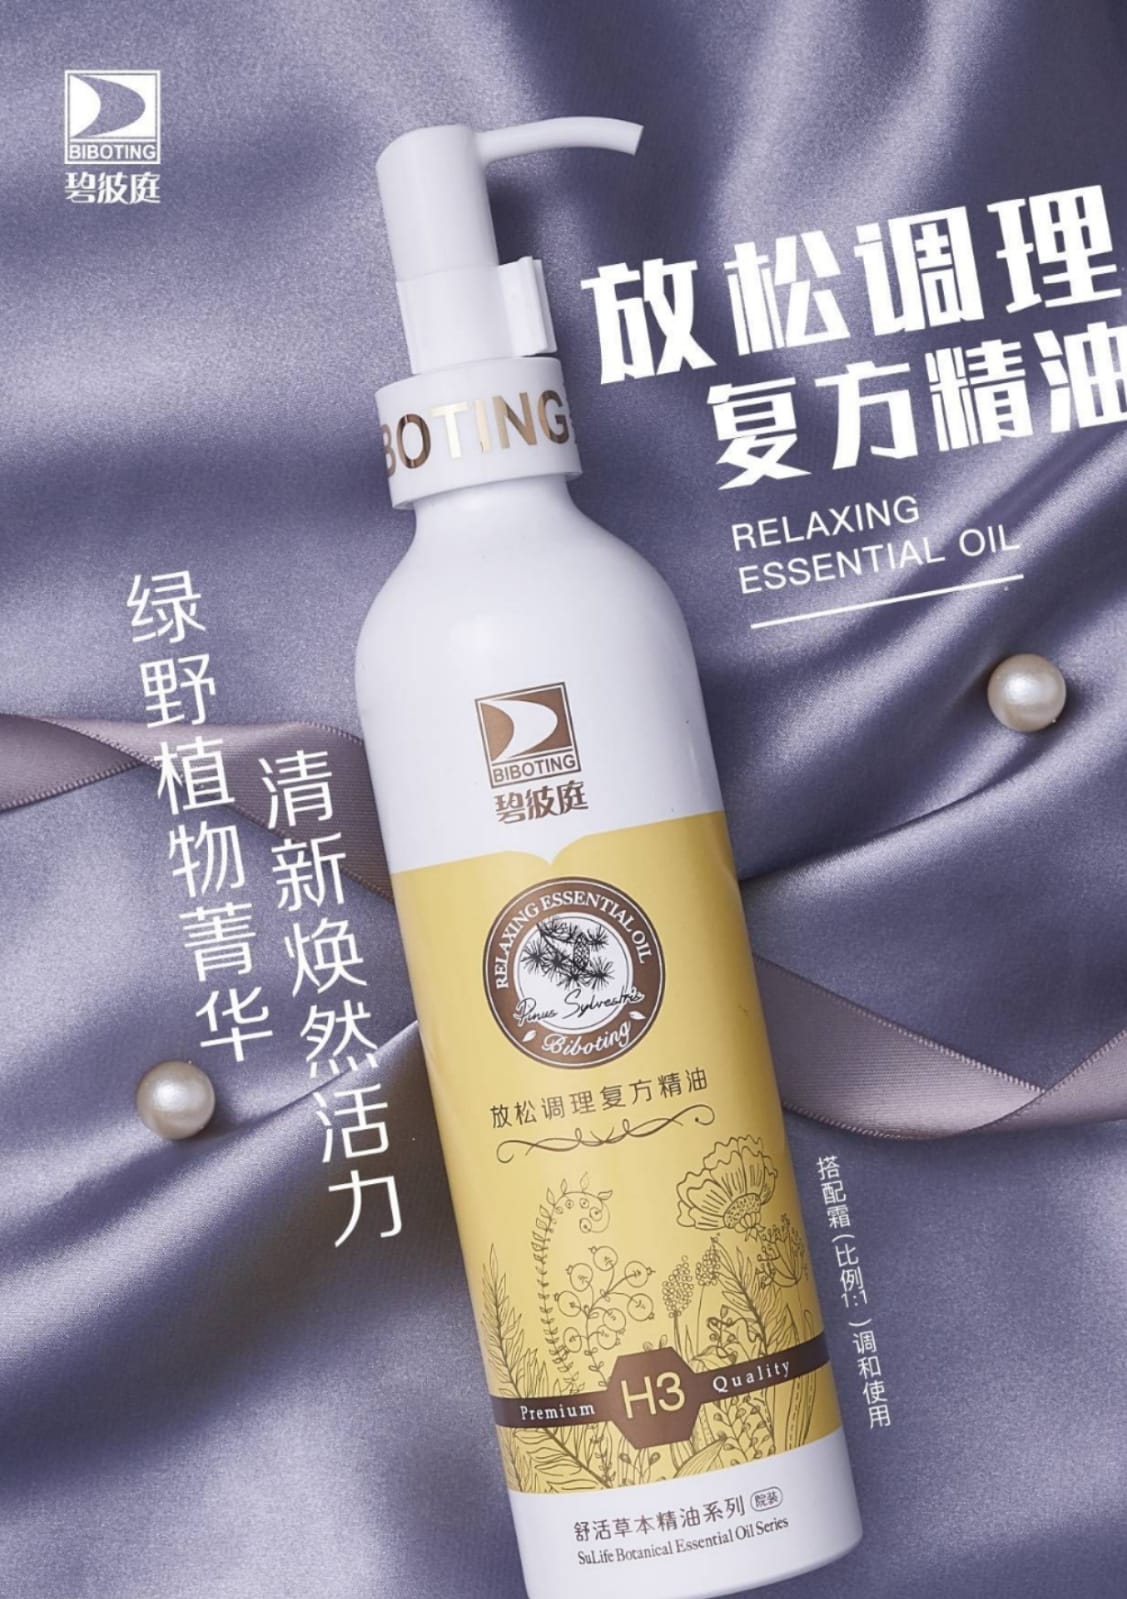 BIBOTING
碧波庭
放松调理
复方精油
RELAXING
ESSENTIAL OIL
BOTING
绿野植物菁华
清新焕然活力
BIBOTING
碧波庭
RELAXING ESSENTIAL OIL
Pinus Sylvestris
Biboting
放松调理复方精油
搭配霜(比例1:1)调和使用
Premium H3 Quality
舒活草本精油系列 院装
SuLife Botanical Essential Oil Series